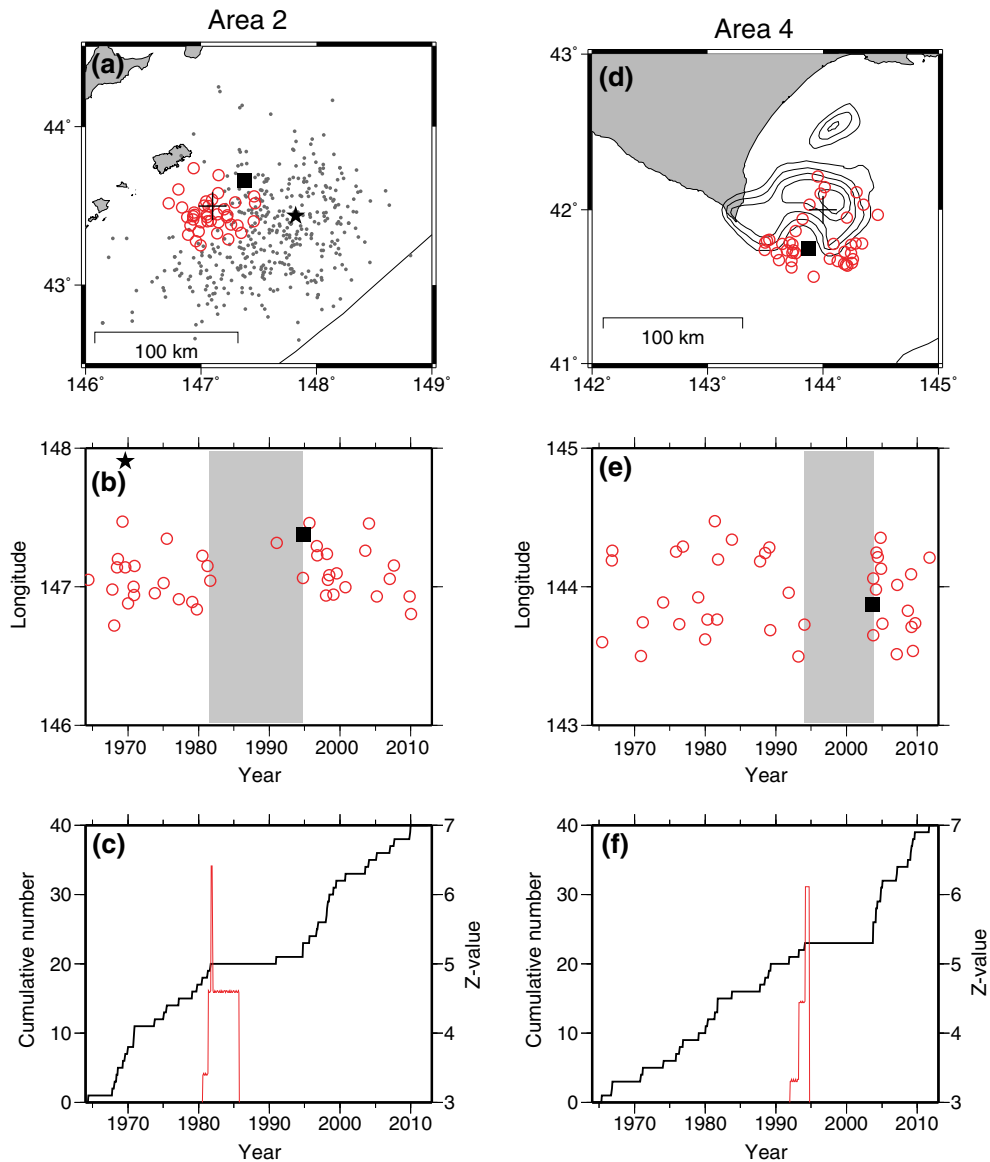 Area 2
(a)
44°
43°
100 km
146°
147°
148°
149°
Area 4
(d)
43°
42°
41°
100 km
142°
143°
144°
145°
(b)
148
147
146
Longitude
1970
1980
1990
2000
2010
Year
(e)
145
144
143
Longitude
1970
1980
1990
2000
2010
Year
(c)
40
30
20
10
0
Cumulative number
7
6
5
4
3
Z-value
1970
1980
1990
2000
2010
Year
(f)
40
30
20
10
0
Cumulative number
7
6
5
4
3
Z-value
1970
1980
1990
2000
2010
Year